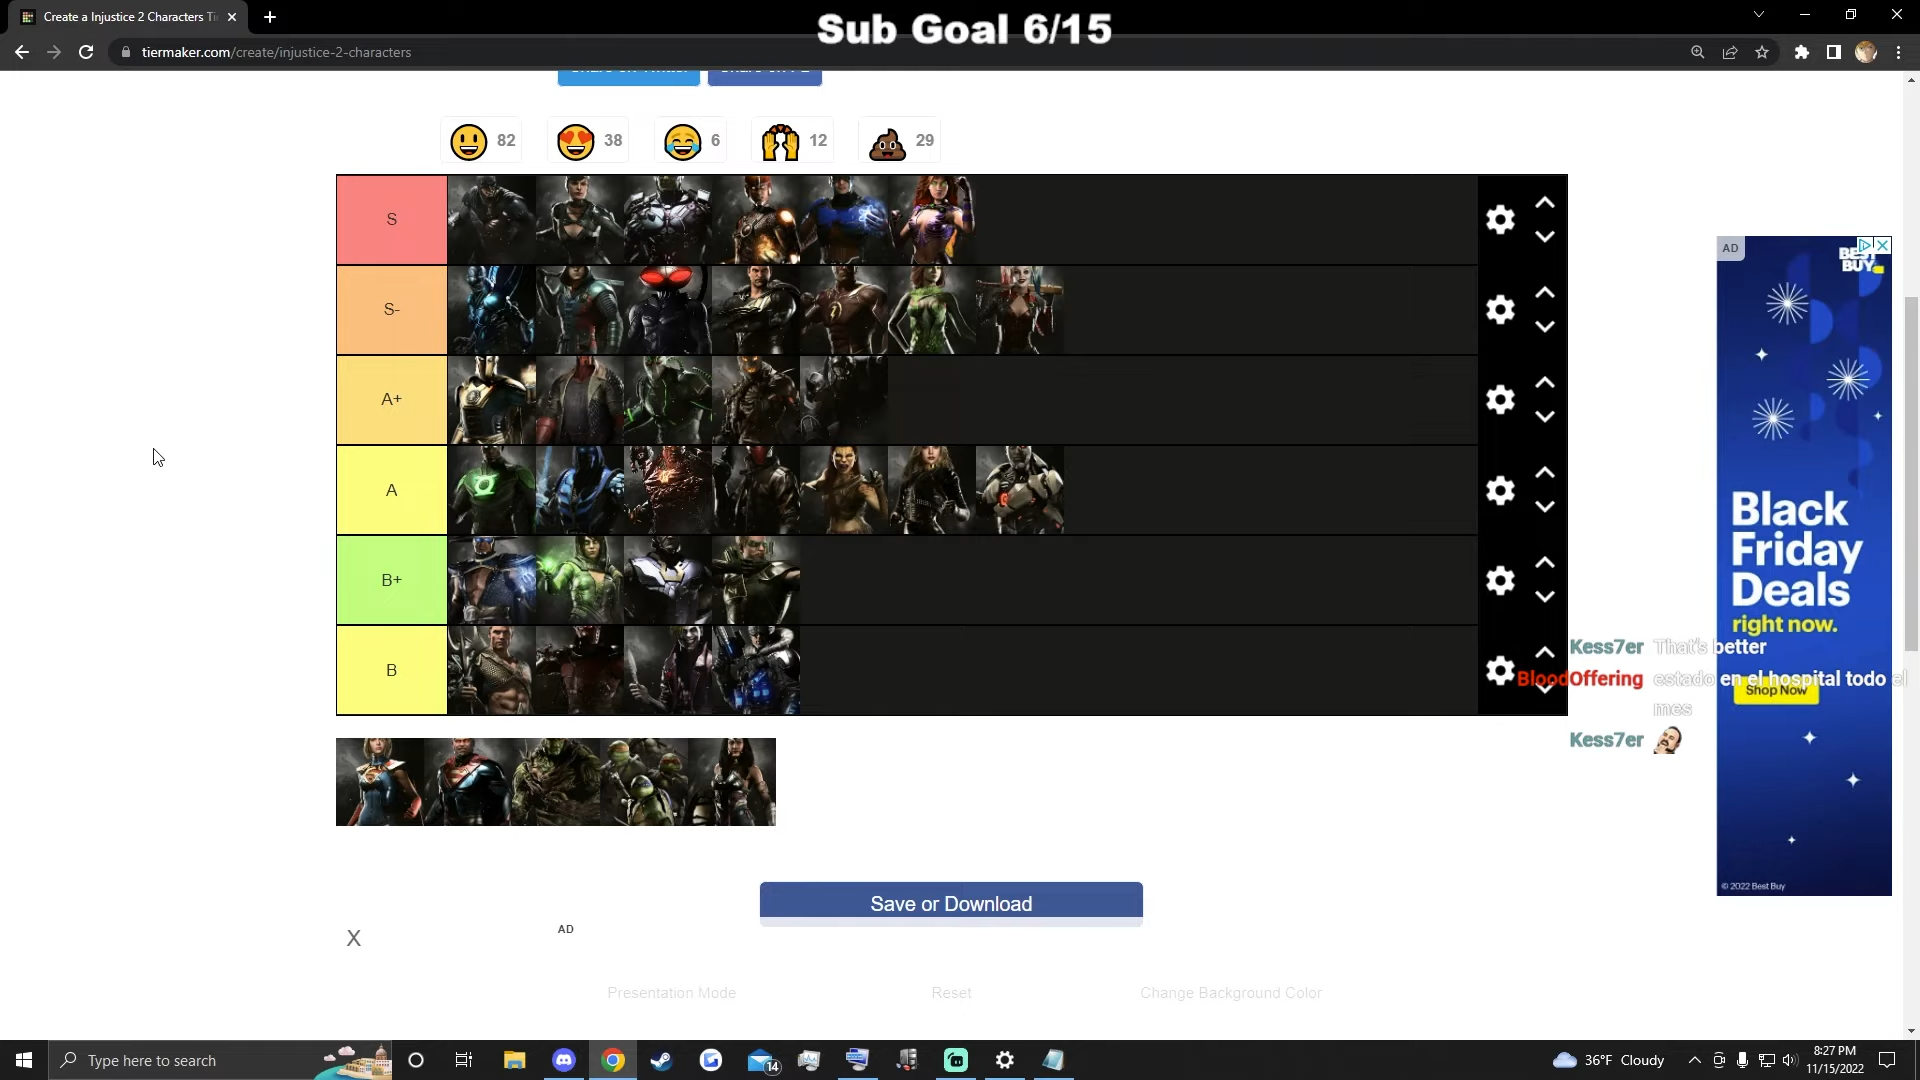 Create a Injustice 2 Characters Ti
Sub Goal 6/15
tiermaker.com/create/injustice-2-characters
82
38
6
12
29
S
S-
A+
A
B+
B
AD
BEST
BUY
Black
Friday
Deals
right now.
Shop Now
© 2022 Best Buy
Kess7er That's better
BloodOffering estado en el hospital todo el
mes
Kess7er
Save or Download
X
AD
Presentation Mode
Reset
Change Background Color
Type here to search
14
36°F Cloudy
8:27 PM
11/15/2022